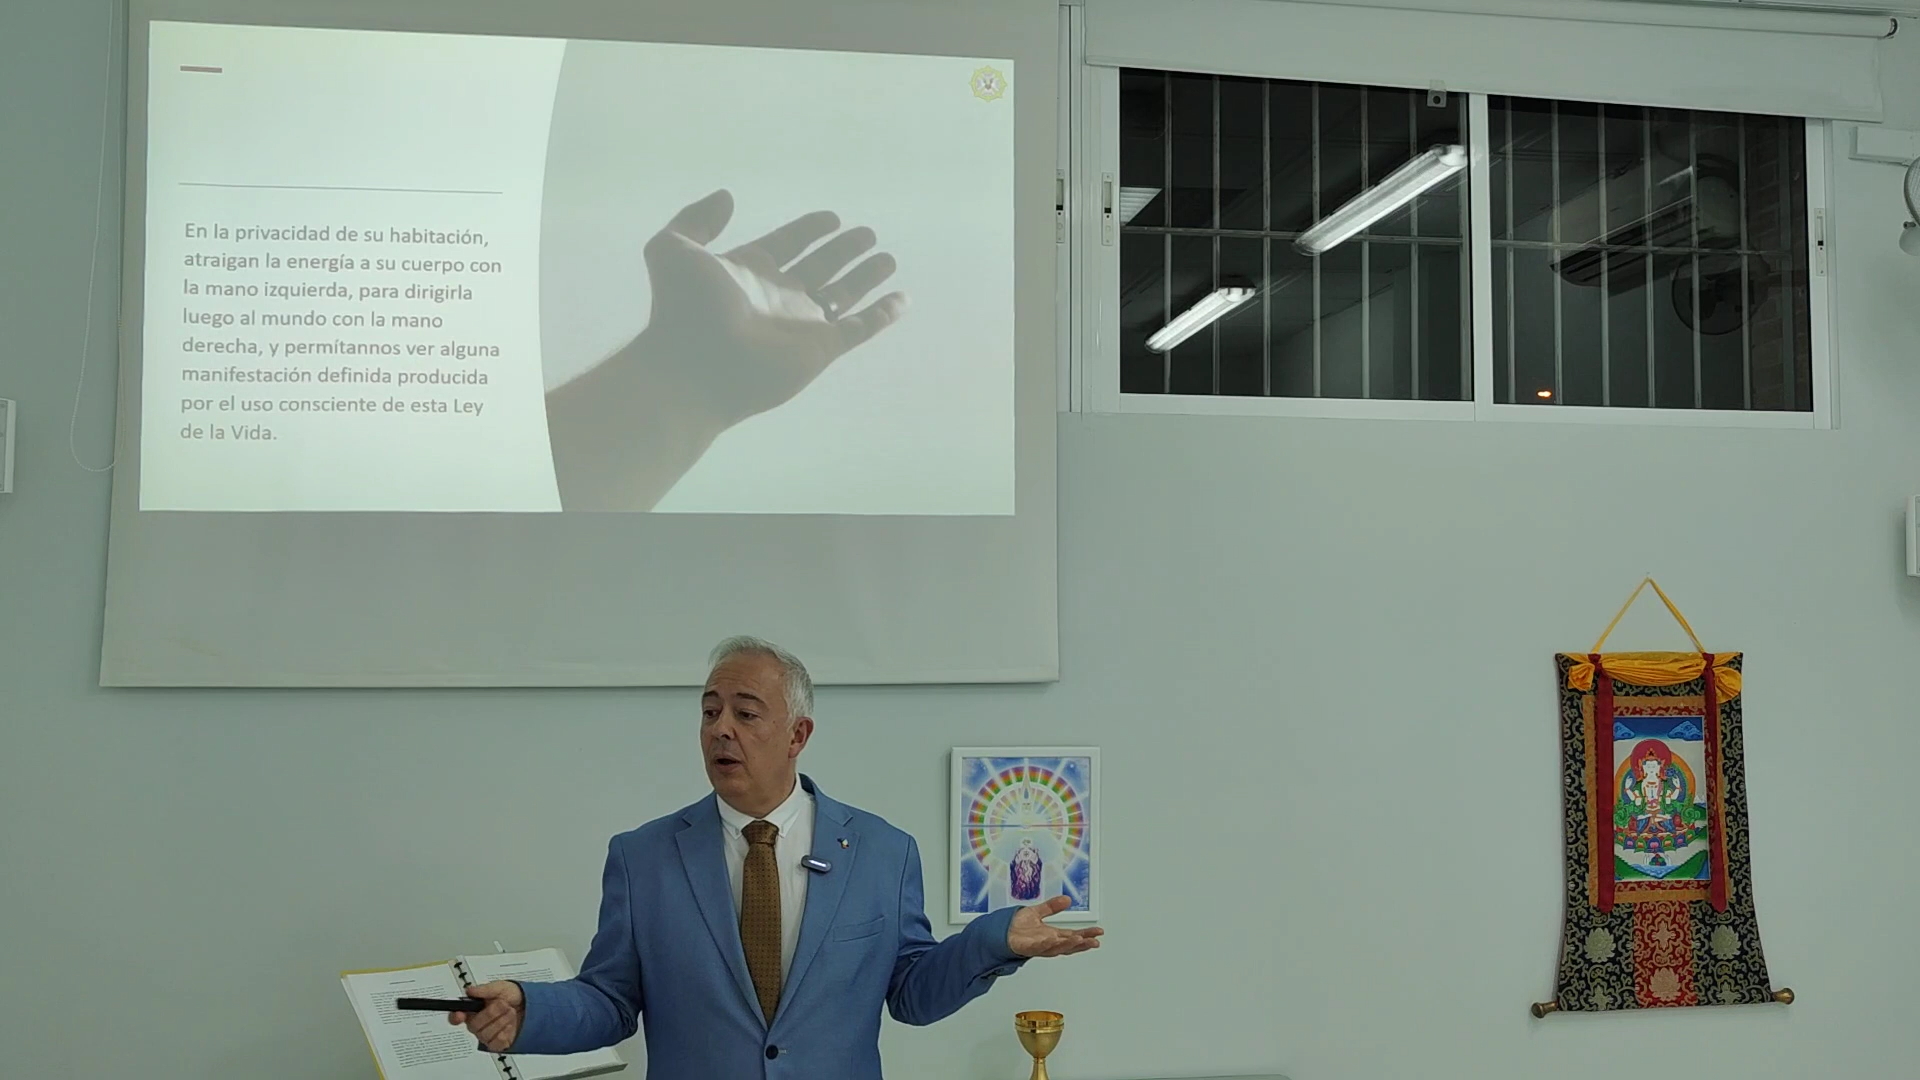 En la privacidad de su habitación,
atraigan la energía a su cuerpo con
la mano izquierda, para dirigirla
luego al mundo con la mano
derecha, y permítannos ver alguna
manifestación definida producida
por el uso consciente de esta Ley
de la Vida.